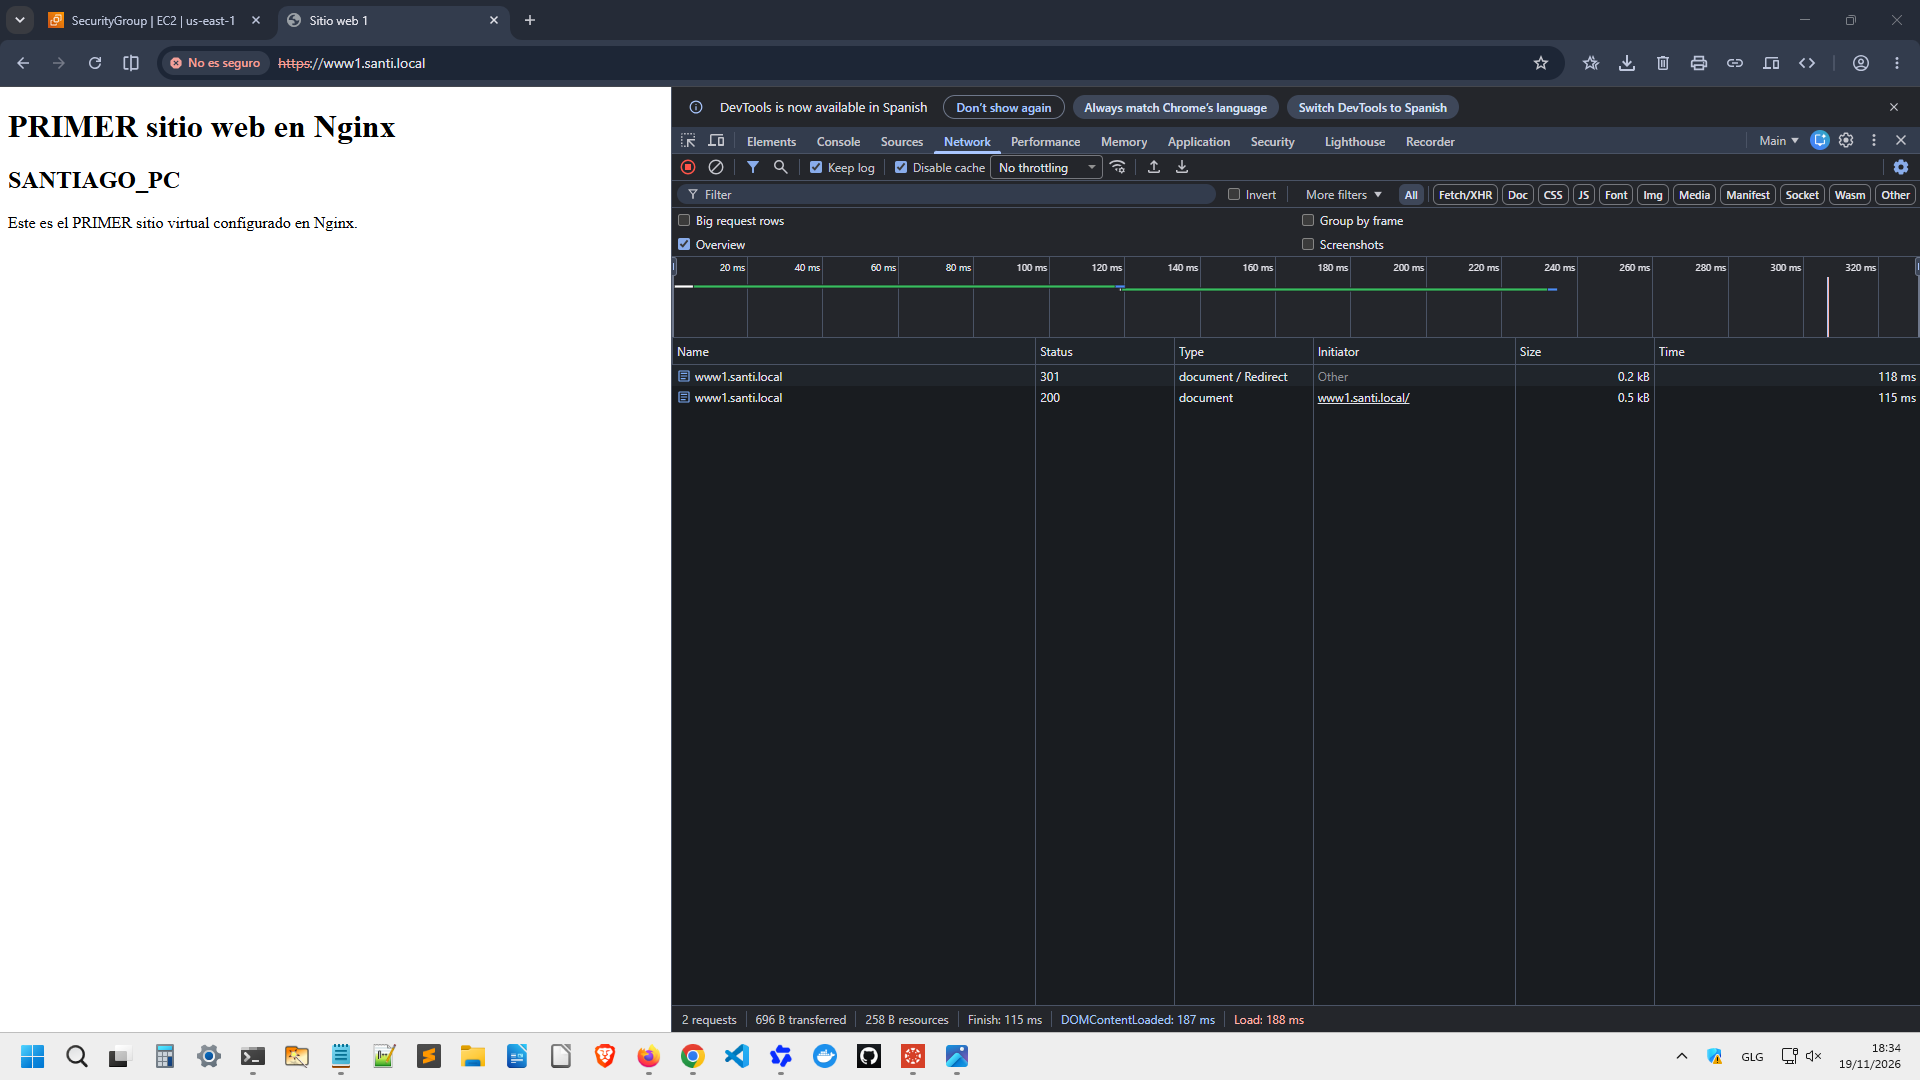 SecurityGroup | EC2 | us-east-1
Sitio web 1
No es seguro
https://www1.santi.local
PRIMER sitio web en Nginx
SANTIAGO_PC
Este es el PRIMER sitio virtual configurado en Nginx.
DevTools is now available in Spanish
Don't show again
Always match Chrome's language
Switch DevTools to Spanish
Elements Console Sources Network Performance Memory Application Security Lighthouse Recorder
Main
Keep log
Disable cache
No throttling
Filter
Invert
More filters
All Fetch/XHR Doc CSS JS Font Img Media Manifest Socket Wasm Other
Big request rows
Group by frame
Overview
Screenshots
20 ms 40 ms 60 ms 80 ms 100 ms 120 ms 140 ms 160 ms 180 ms 200 ms 220 ms 240 ms 260 ms 280 ms 300 ms 320 ms
Name Status Type Initiator Size Time
www1.santi.local 301 document / Redirect Other 0.2 kB 118 ms
www1.santi.local 200 document www1.santi.local/ 0.5 kB 115 ms
2 requests 696 B transferred 258 B resources Finish: 115 ms DOMContentLoaded: 187 ms Load: 188 ms
GLG
18:34
19/11/2026